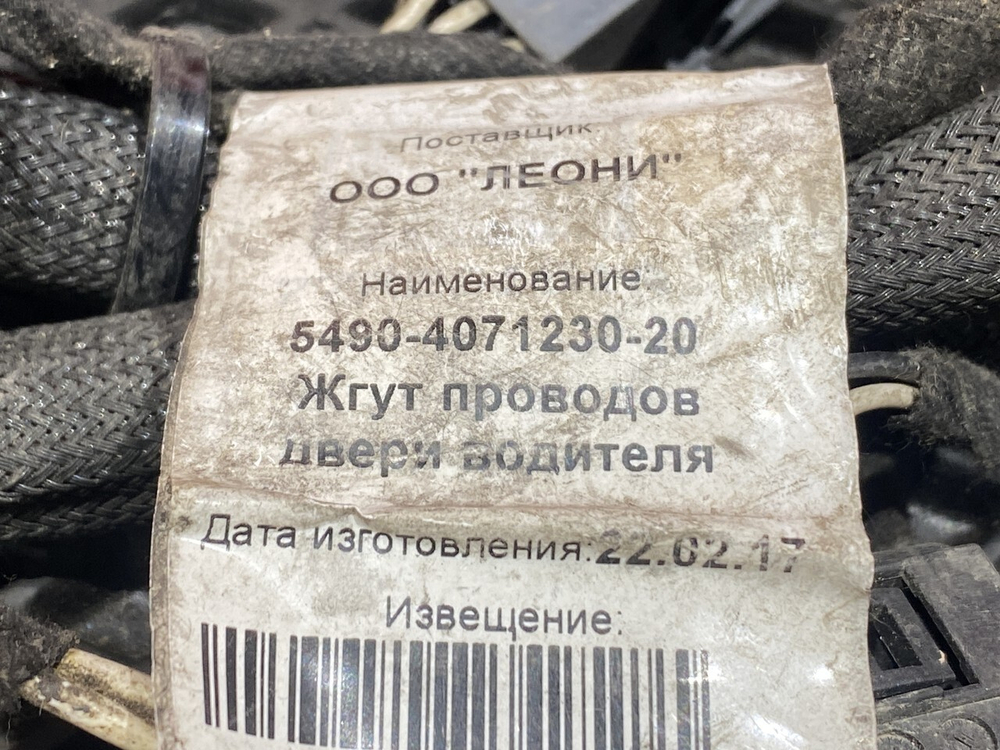 Поставщик:
ООО "ЛЕОНИ"
Наименование:
5490-4071230-20
Жгут проводов
двери водителя
Дата изготовления:22.02.17
Извещение: